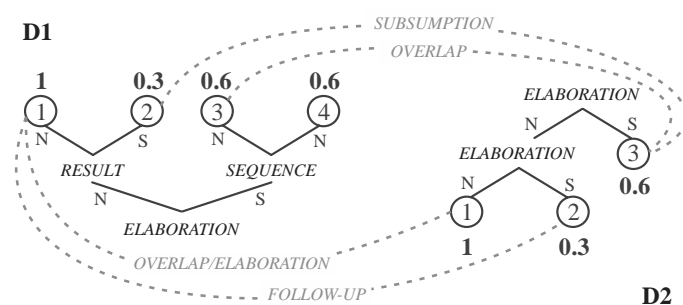 SUBSUMPTION
D1
OVERLAP
1 0.3 0.6 0.6
1 2 3 4
ELABORATION
N S N N
N S
3
RESULT SEQUENCE
ELABORATION
0.6
N S
N S
1 2
ELABORATION
1 0.3
OVERLAP/ELABORATION
FOLLOW-UP
D2